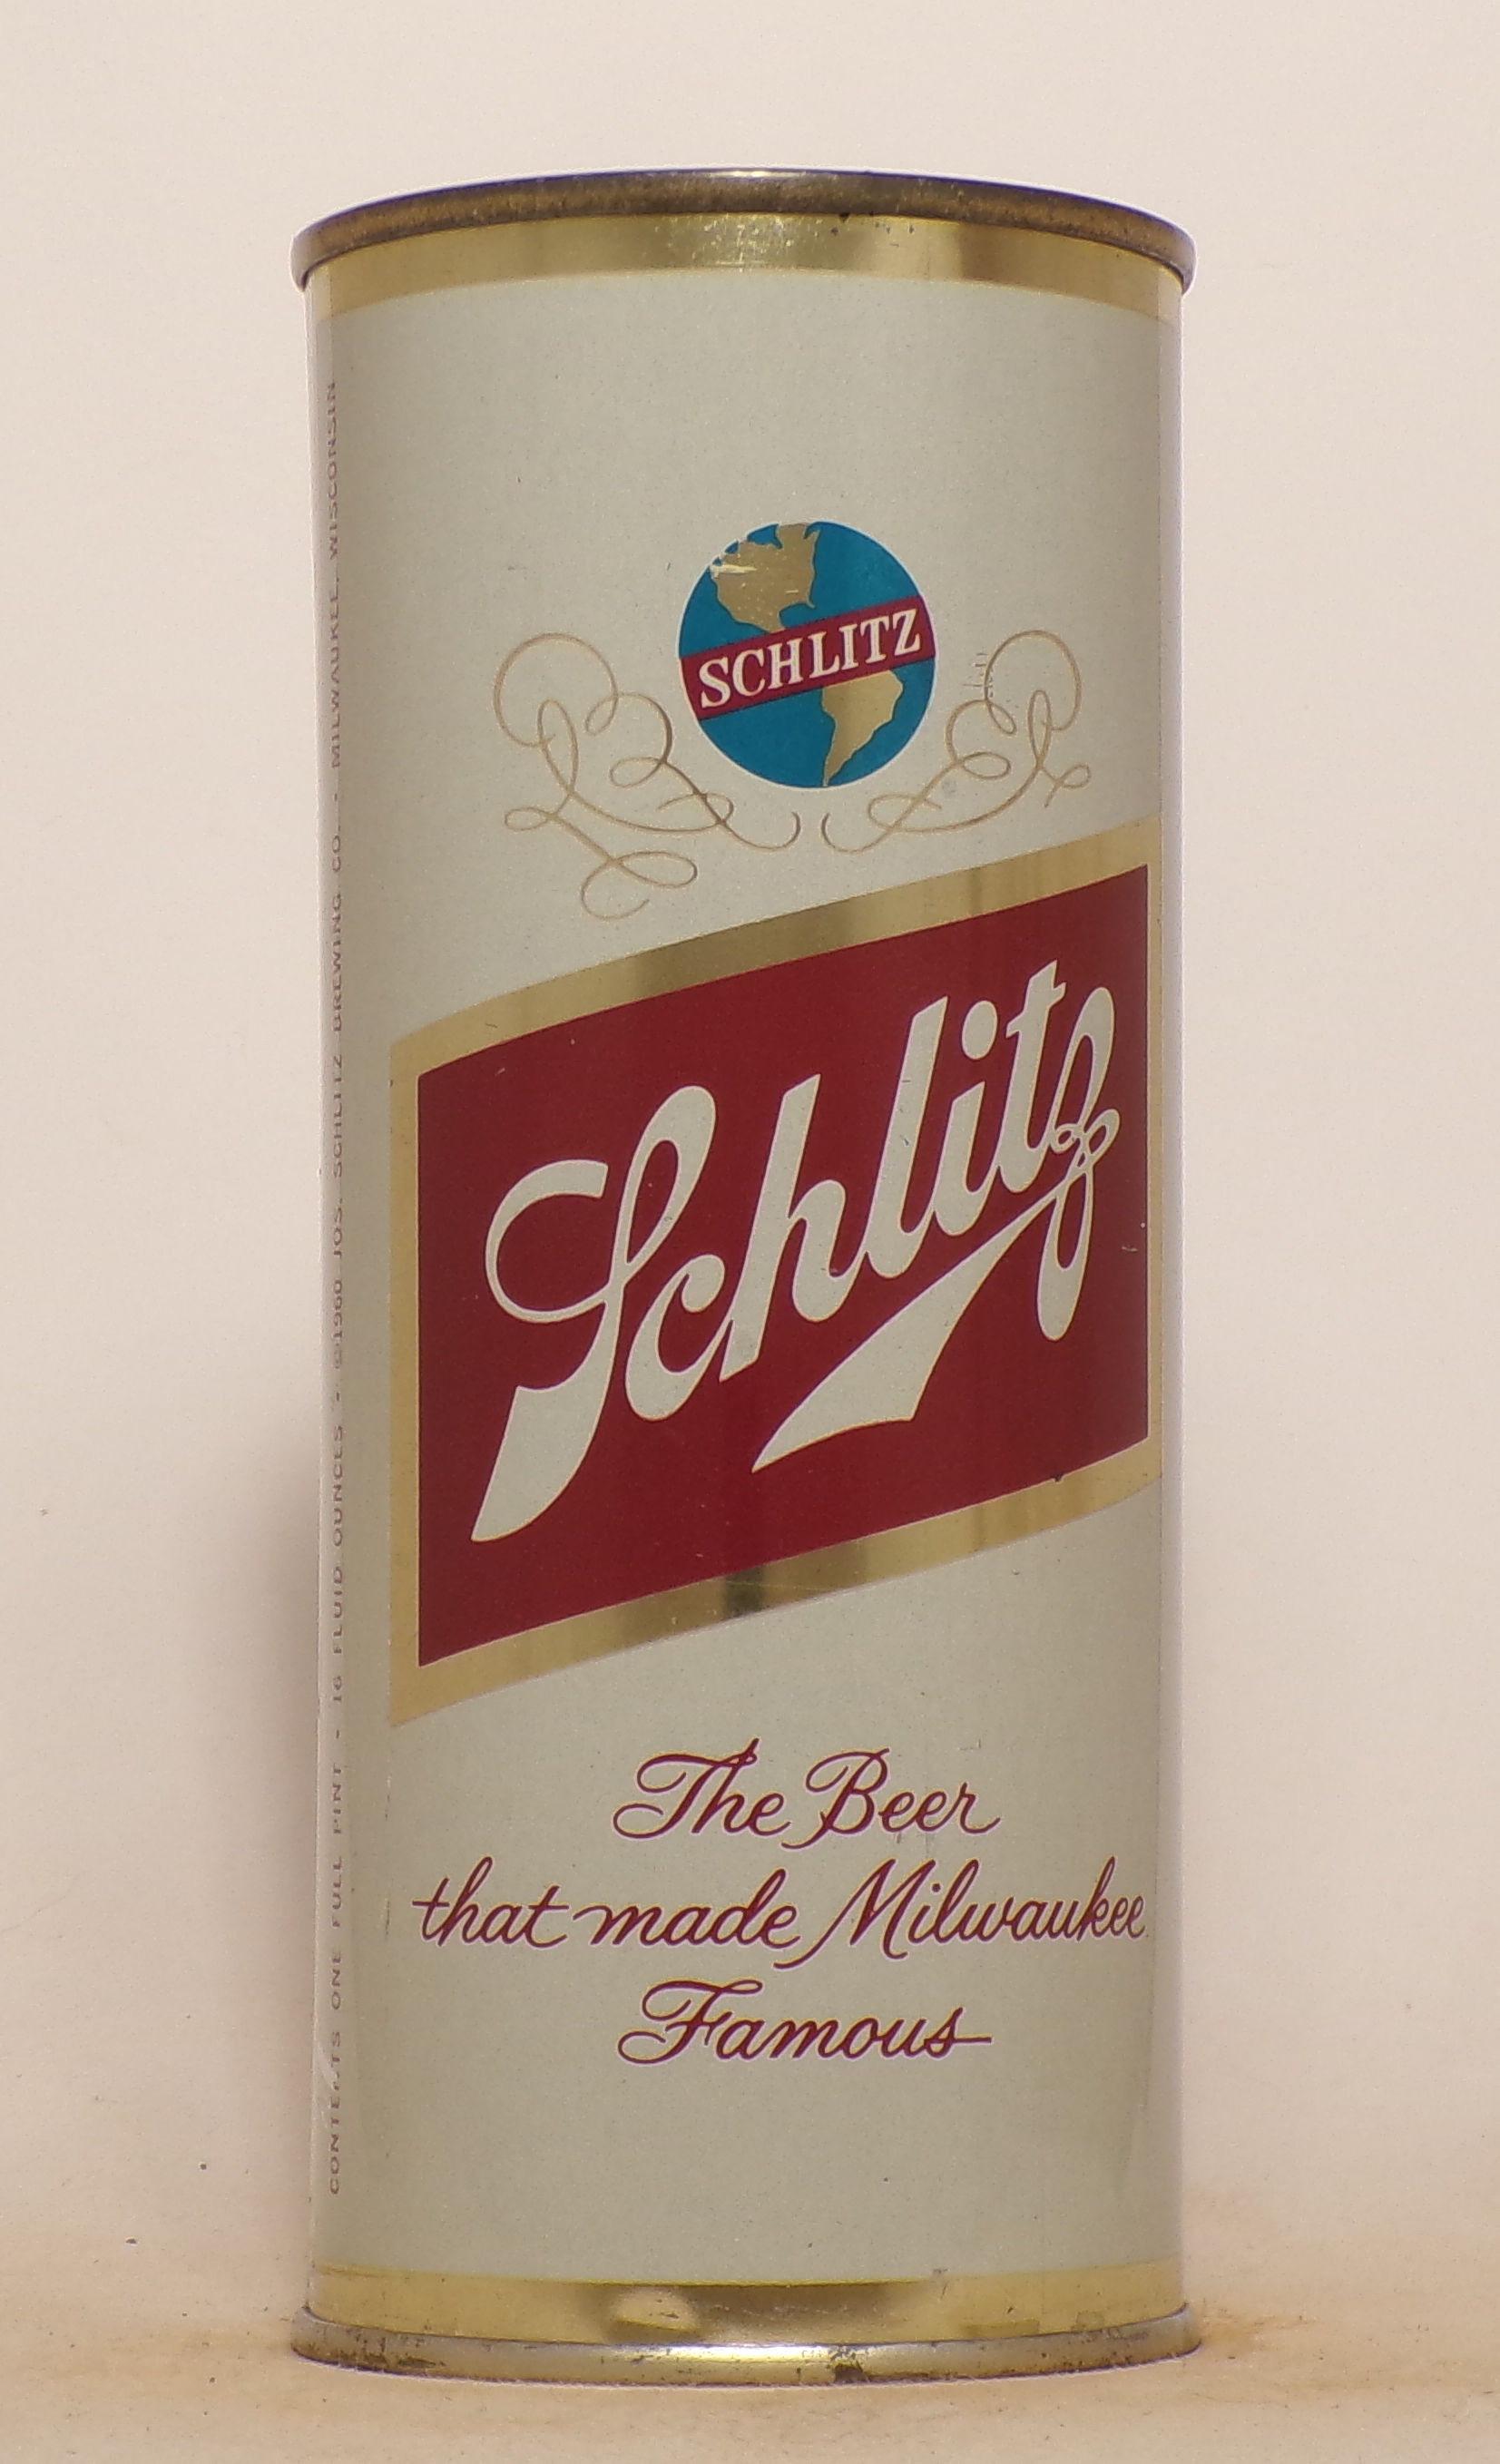 SCHLITZ
Schlitz
The Beer
that made Milwaukee
Famous
CONTENTS ONE FULL PINT - 16 FLUID OUNCES - ©1960 JOS. SCHLITZ BREWING CO. - MILWAUKEE, WISCONSIN